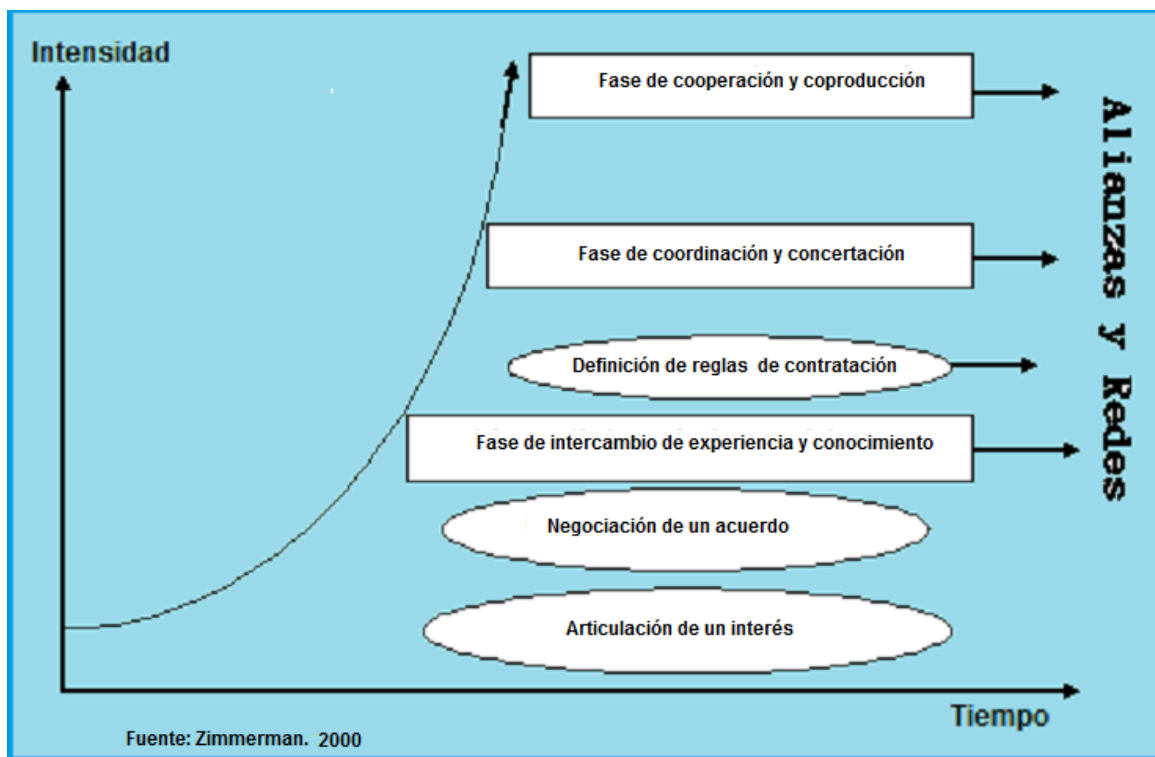 Intensidad
Fase de cooperación y coproducción
Fase de coordinación y concertación
Definición de reglas de contratación
Fase de intercambio de experiencia y conocimiento
Negociación de un acuerdo
Articulación de un interés
Alianzas y Redes
Tiempo
Fuente: Zimmerman. 2000